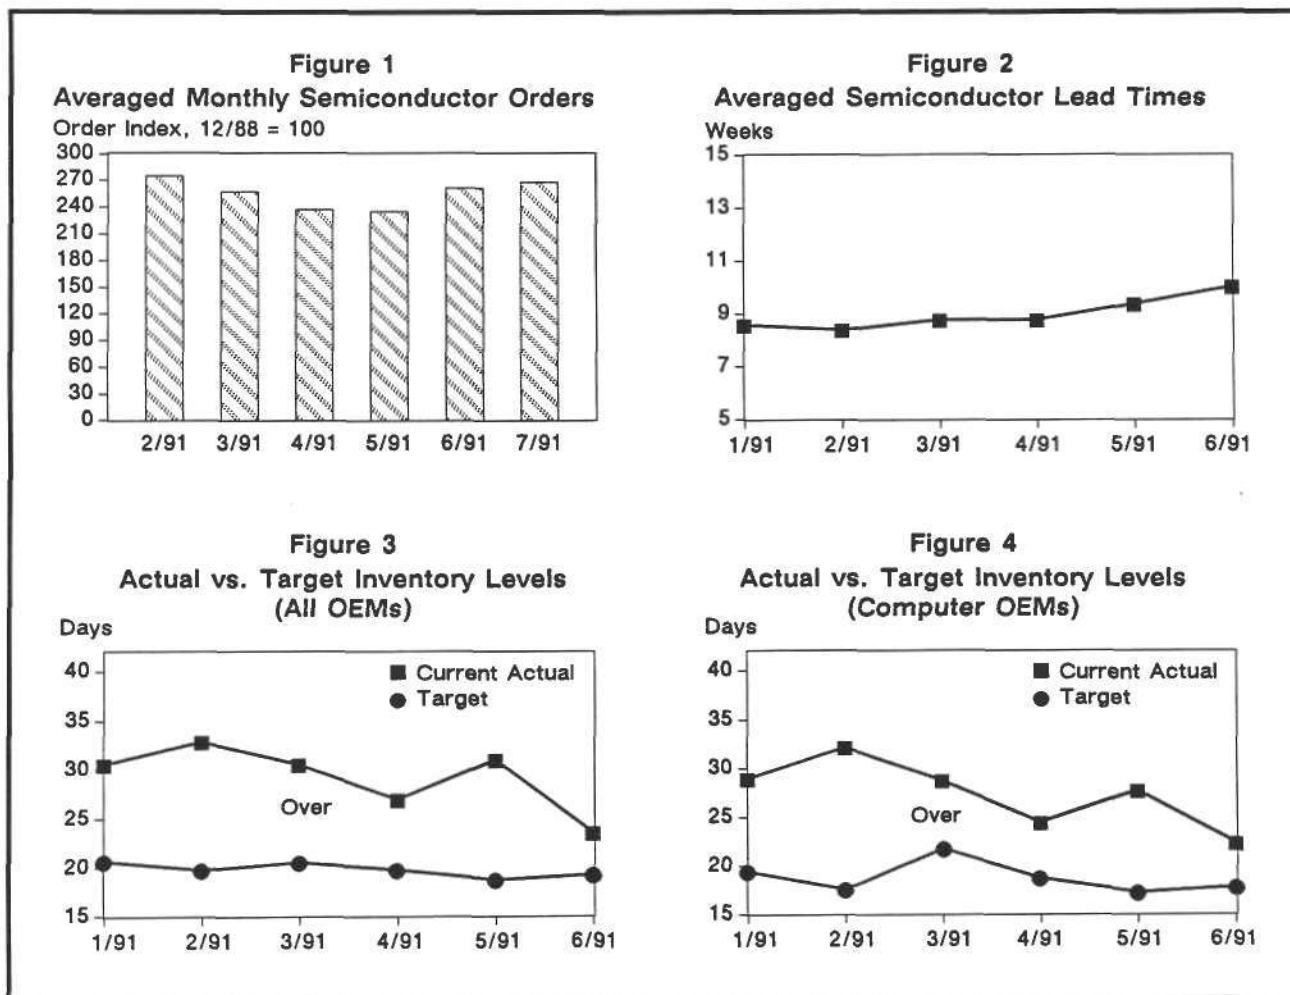 Figure 1
Averaged Monthly Semiconductor Orders
Order Index, 12/88 = 100
300
270
240
210
180
150
120
90
60
30
0
2/91 3/91 4/91 5/91 6/91 7/91
Figure 2
Averaged Semiconductor Lead Times
Weeks
15
13
11
9
7
5
1/91 2/91 3/91 4/91 5/91 6/91
Figure 3
Actual vs. Target Inventory Levels
(All OEMs)
Days
40
35
30
25
20
15
Current Actual
Target
Over
1/91 2/91 3/91 4/91 5/91 6/91
Figure 4
Actual vs. Target Inventory Levels
(Computer OEMs)
Days
40
35
30
25
20
15
Current Actual
Target
Over
1/91 2/91 3/91 4/91 5/91 6/91